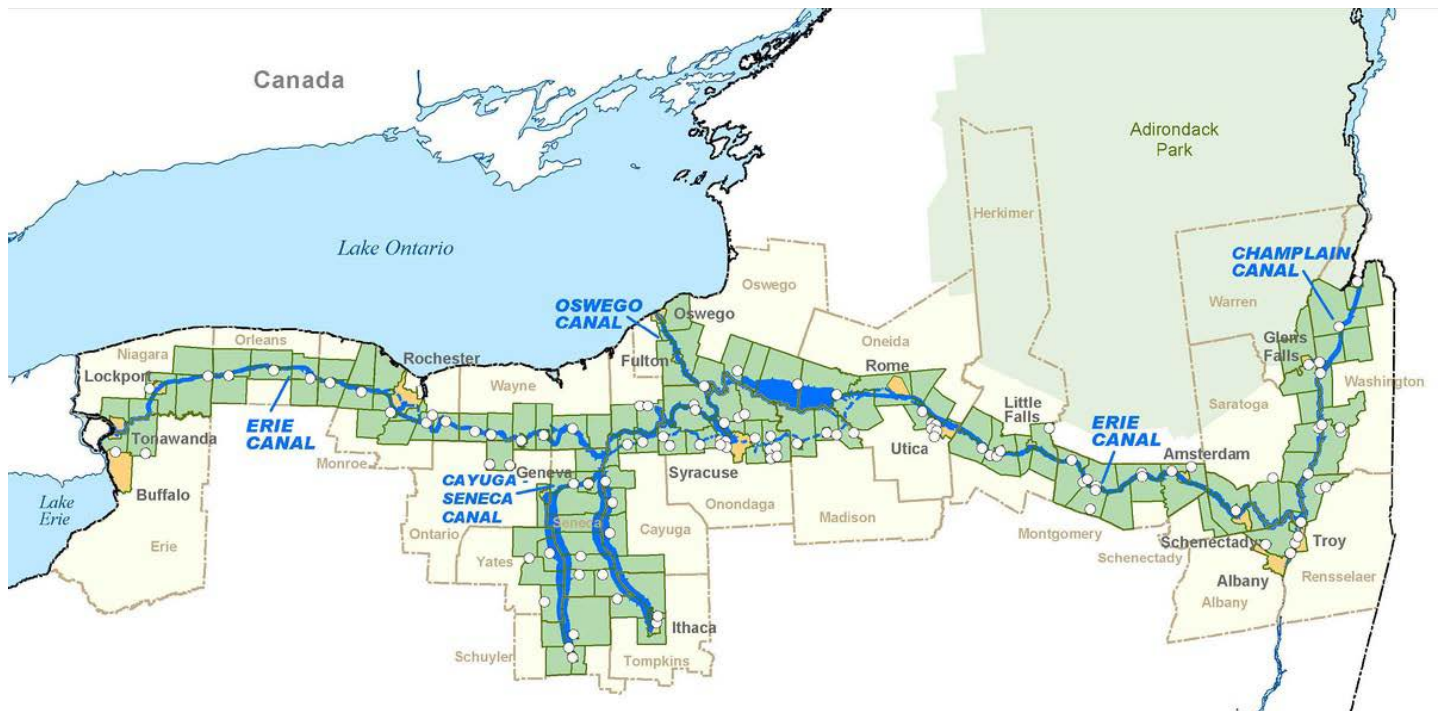 Canada
Adirondack
Park
Herkimer
Lake Ontario
CHAMPLAIN
CANAL
Oswego
Warren
OSWEGO
CANAL
Oswego
Orleans
Oneida
Glens
Falls
Niagara
Rochester
Fulton
Rome
Lockport
Wayne
Washington
Little
Falls
Saratoga
ERIE
CANAL
ERIE
CANAL
Tonawanda
Utica
Amsterdam
Monroe
Geneva
Syracuse
CAYUGA -
SENECA
CANAL
Buffalo
Lake
Erie
Onondaga
Madison
Seneca
Cayuga
Ontario
Montgomery
Schenectady
Troy
Erie
Yates
Schenectady
Albany
Rensselaer
Albany
Ithaca
Schuyler
Tompkins